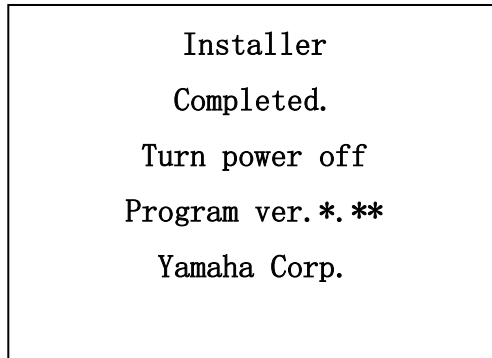 Installer
Completed.
Turn power off
Program ver.*.**
Yamaha Corp.